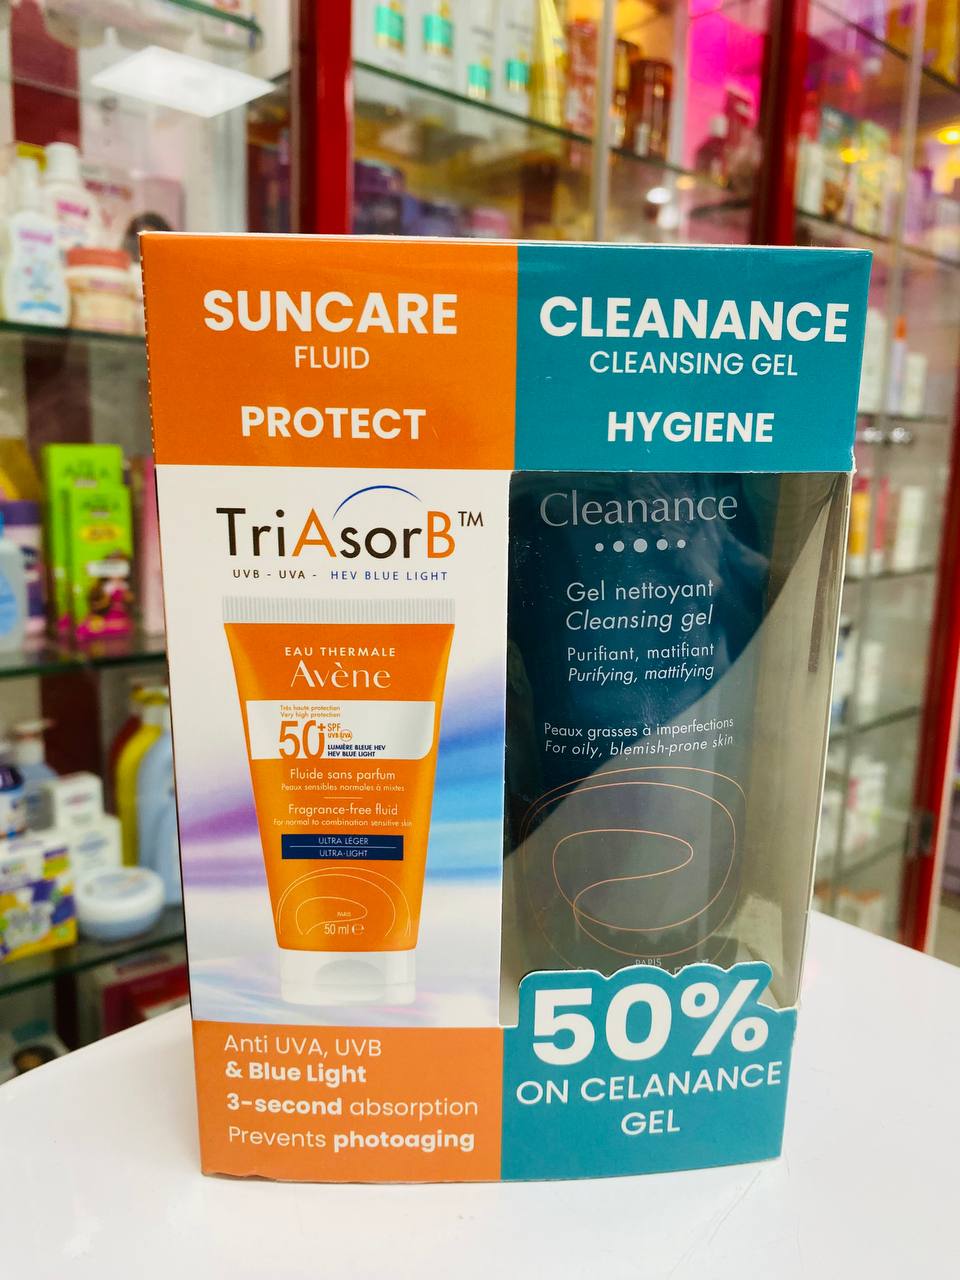 SUNCARE
FLUID
PROTECT
CLEANANCE
CLEANSING GEL
HYGIENE
TriAsorB™
UVB - UVA - HEV BLUE LIGHT
EAU THERMALE
Avène
Très haute protection
Very high protection
50+ SPF
UVB UVA
LUMIÈRE BLEUE HEV
HEV BLUE LIGHT
Fluide sans parfum
Peaux sensibles normales à mixtes
Fragrance-free fluid
For normal to combination sensitive skin
ULTRA LÉGER
ULTRA-LIGHT
PARIS
50 ml e
Anti UVA, UVB
& Blue Light
3-second absorption
Prevents photoaging
Cleanance
Gel nettoyant
Cleansing gel
Purifiant, matifiant
Purifying, mattifying
Peaux grasses à imperfections
For oily, blemish-prone skin
PARIS
50%
ON CELANANCE
GEL